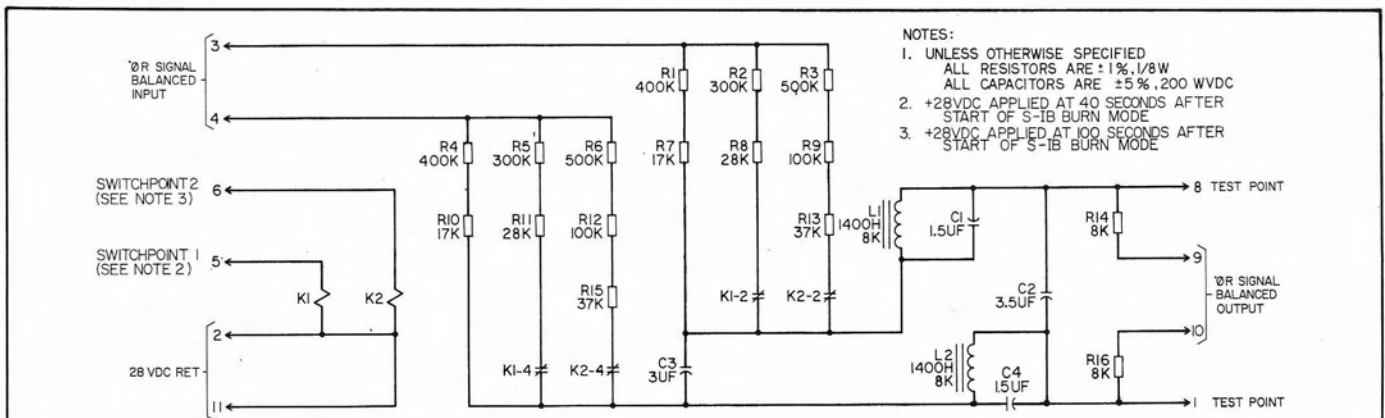 NOTES:
1. UNLESS OTHERWISE SPECIFIED
ALL RESISTORS ARE ±1%,1/8W
ALL CAPACITORS ARE ±5%,200 WVDC
2. +28VDC APPLIED AT 40 SECONDS AFTER
START OF S-IB BURN MODE
3. +28VDC APPLIED AT 100 SECONDS AFTER
START OF S-IB BURN MODE
ØR SIGNAL
BALANCED
INPUT
3
4
R1
400K
R2
300K
R3
500K
R4
400K
R5
300K
R6
500K
R7
17K
R8
28K
R9
100K
SWITCHPOINT 2
(SEE NOTE 3)
6
SWITCHPOINT 1
(SEE NOTE 2)
5
R10
17K
R11
28K
R12
100K
R13
37K
R15
37K
L1
1400H
8K
C1
1.5UF
8 TEST POINT
R14
8K
9
ØR SIGNAL
BALANCED
OUTPUT
10
K1
K2
K1-2
K2-2
C2
3.5UF
2
28 VDC RET
11
K1-4
K2-4
C3
3UF
L2
1400H
8K
C4
1.5UF
R16
8K
1 TEST POINT